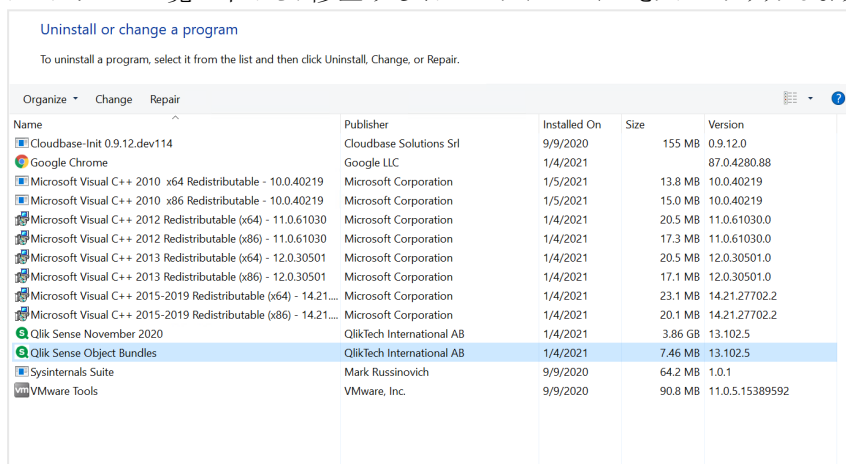 Uninstall or change a program
To uninstall a program, select it from the list and then click Uninstall, Change, or Repair.
Organize Change Repair
Name Publisher Installed On Size Version
Cloudbase-Init 0.9.12.dev114 Cloudbase Solutions Srl 9/9/2020 155 MB 0.9.12.0
Google Chrome Google LLC 1/4/2021 87.0.4280.88
Microsoft Visual C++ 2010 x64 Redistributable - 10.0.40219 Microsoft Corporation 1/5/2021 13.8 MB 10.0.40219
Microsoft Visual C++ 2010 x86 Redistributable - 10.0.40219 Microsoft Corporation 1/5/2021 15.0 MB 10.0.40219
Microsoft Visual C++ 2012 Redistributable (x64) - 11.0.61030 Microsoft Corporation 1/4/2021 20.5 MB 11.0.61030.0
Microsoft Visual C++ 2012 Redistributable (x86) - 11.0.61030 Microsoft Corporation 1/4/2021 17.3 MB 11.0.61030.0
Microsoft Visual C++ 2013 Redistributable (x64) - 12.0.30501 Microsoft Corporation 1/4/2021 20.5 MB 12.0.30501.0
Microsoft Visual C++ 2013 Redistributable (x86) - 12.0.30501 Microsoft Corporation 1/4/2021 17.1 MB 12.0.30501.0
Microsoft Visual C++ 2015-2019 Redistributable (x64) - 14.21.... Microsoft Corporation 1/4/2021 23.1 MB 14.21.27702.2
Microsoft Visual C++ 2015-2019 Redistributable (x86) - 14.21.... Microsoft Corporation 1/4/2021 20.1 MB 14.21.27702.2
Qlik Sense November 2020 QlikTech International AB 1/4/2021 3.86 GB 13.102.5
Qlik Sense Object Bundles QlikTech International AB 1/4/2021 7.46 MB 13.102.5
Sysinternals Suite Mark Russinovich 9/9/2020 64.2 MB 1.0.1
vm VMware Tools VMware, Inc. 9/9/2020 90.8 MB 11.0.5.15389592